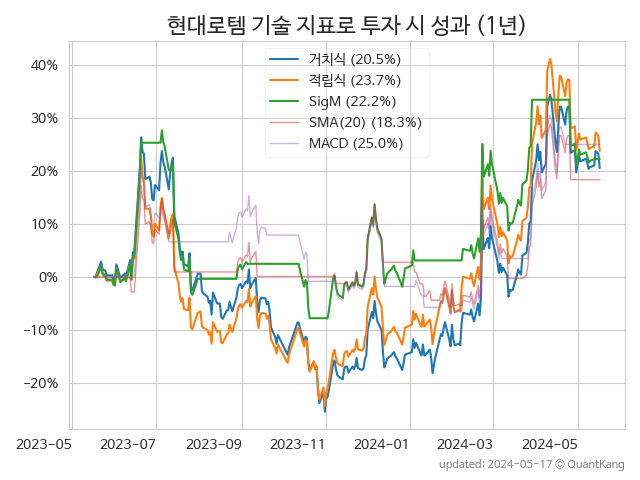 현대로템 기술 지표로 투자 시 성과 (1년)
거치식 (20.5%)
적립식 (23.7%)
SigM (22.2%)
SMA(20) (18.3%)
MACD (25.0%)
40%
30%
20%
10%
0%
−10%
−20%
2023−05 2023−07 2023−09 2023−11 2024−01 2024−03 2024−05
updated: 2024-05-17 ⓒ QuantKang